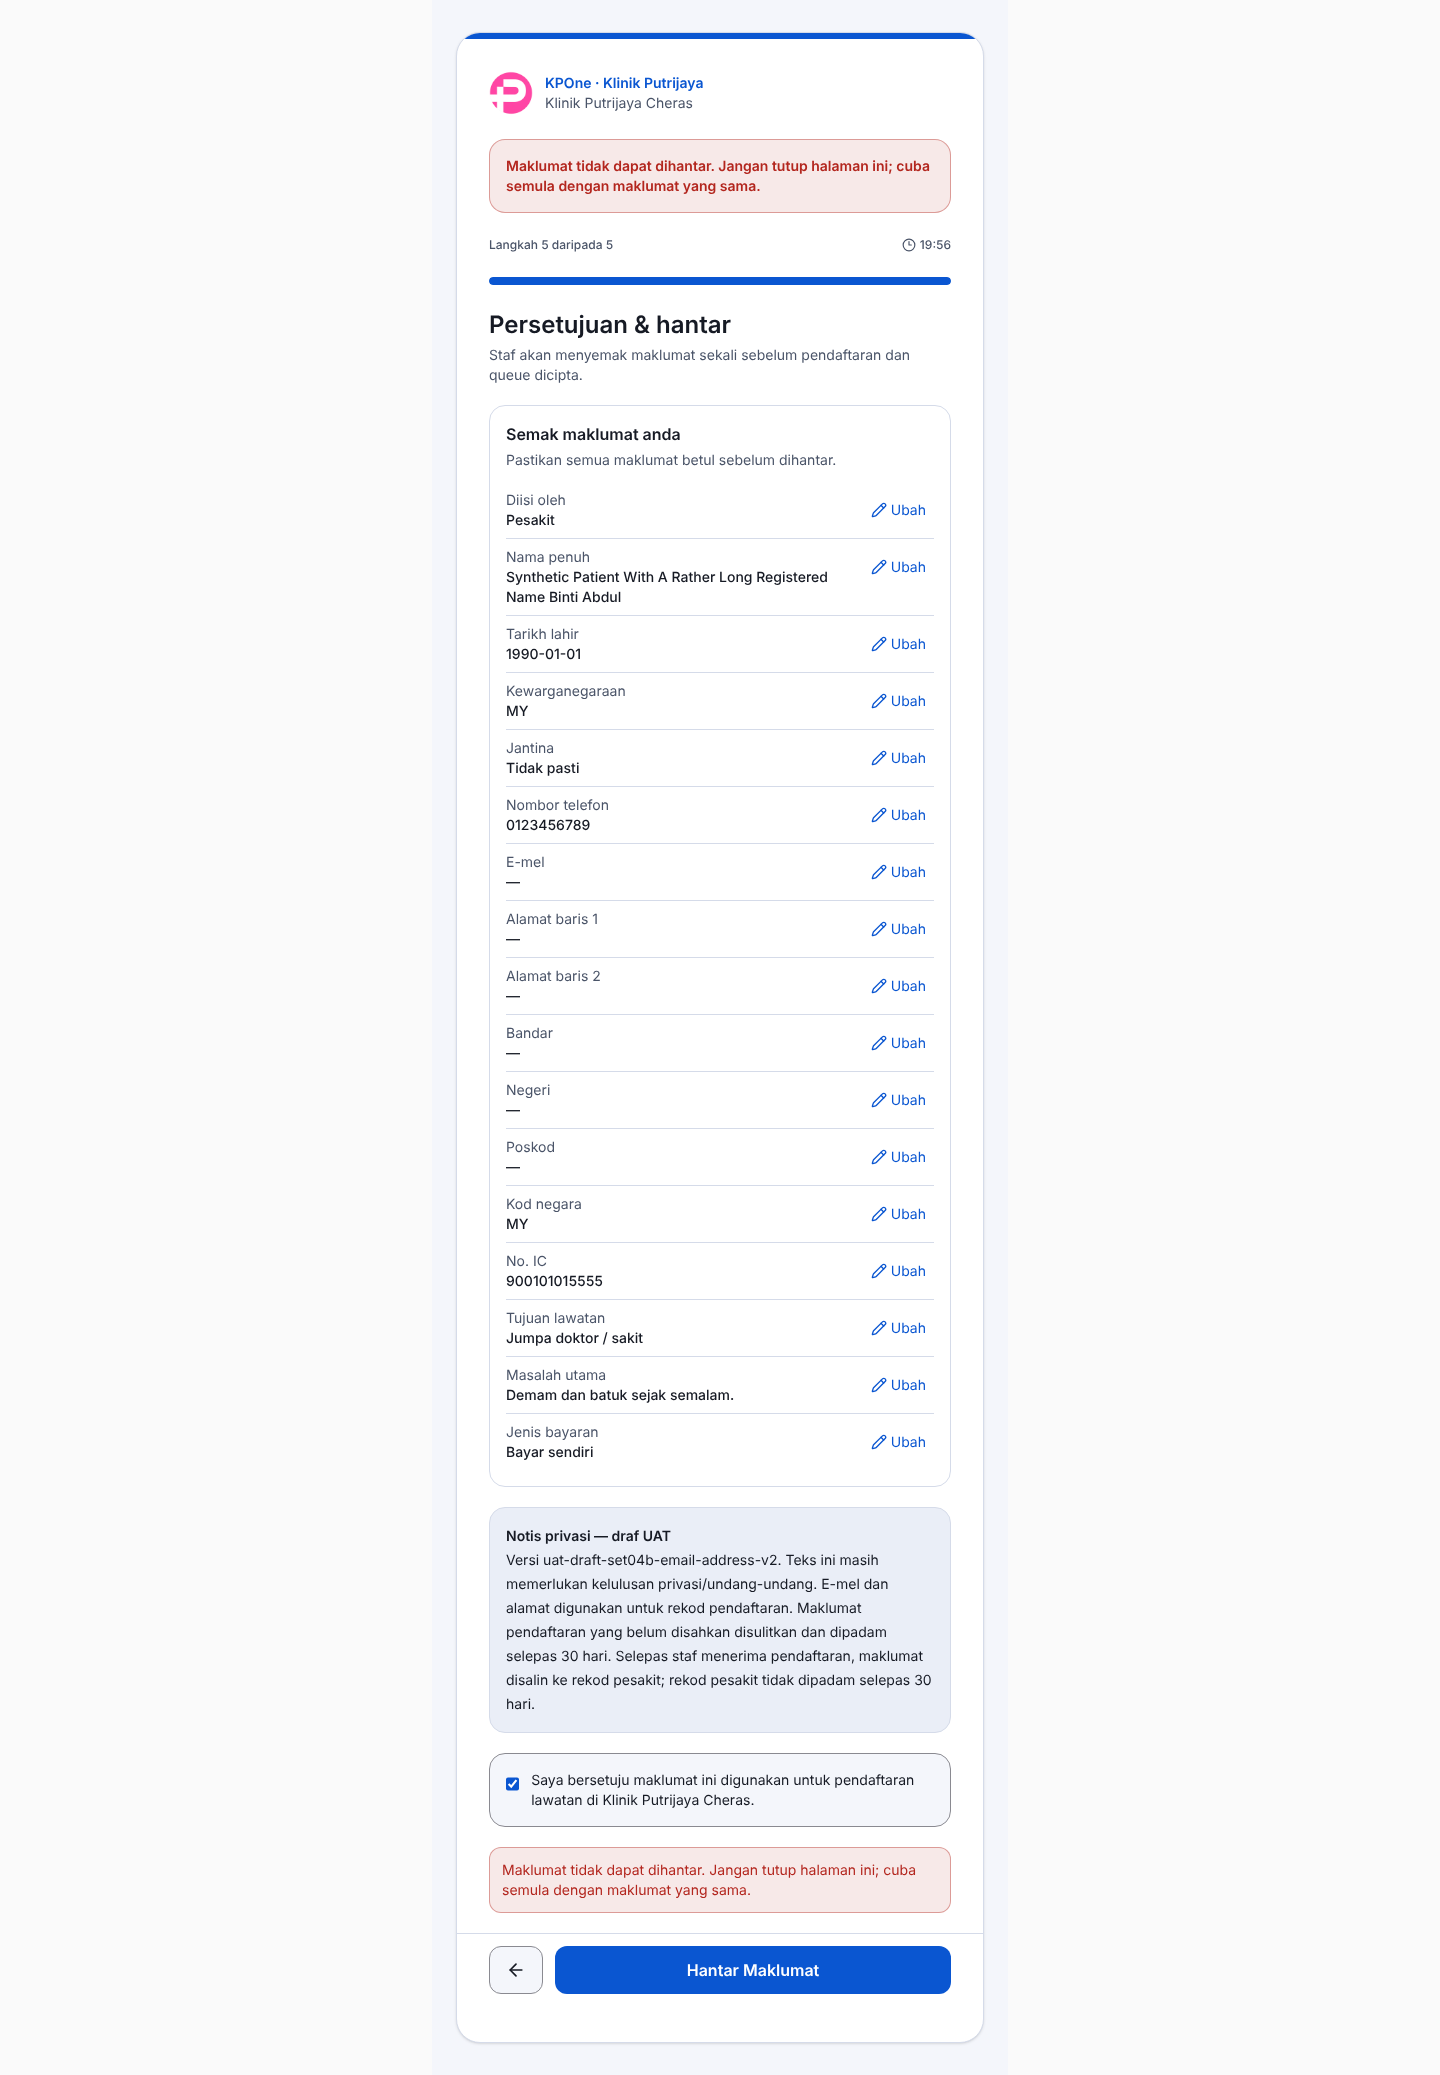 KPOne · Klinik Putrijaya
Klinik Putrijaya Cheras
Maklumat tidak dapat dihantar. Jangan tutup halaman ini; cuba
semula dengan maklumat yang sama.
Langkah 5 daripada 5
19:56
Persetujuan & hantar
Staf akan menyemak maklumat sekali sebelum pendaftaran dan
queue dicipta.
Semak maklumat anda
Pastikan semua maklumat betul sebelum dihantar.
Diisi oleh
Pesakit
Ubah
Nama penuh
Synthetic Patient With A Rather Long Registered
Name Binti Abdul
Ubah
Tarikh lahir
1990-01-01
Ubah
Kewarganegaraan
MY
Ubah
Jantina
Tidak pasti
Ubah
Nombor telefon
0123456789
Ubah
E-mel
—
Ubah
Alamat baris 1
—
Ubah
Alamat baris 2
—
Ubah
Bandar
—
Ubah
Negeri
—
Ubah
Poskod
—
Ubah
Kod negara
MY
Ubah
No. IC
900101015555
Ubah
Tujuan lawatan
Jumpa doktor / sakit
Ubah
Masalah utama
Demam dan batuk sejak semalam.
Ubah
Jenis bayaran
Bayar sendiri
Ubah
Notis privasi — draf UAT
Versi uat-draft-set04b-email-address-v2. Teks ini masih
memerlukan kelulusan privasi/undang-undang. E-mel dan
alamat digunakan untuk rekod pendaftaran. Maklumat
pendaftaran yang belum disahkan disulitkan dan dipadam
selepas 30 hari. Selepas staf menerima pendaftaran, maklumat
disalin ke rekod pesakit; rekod pesakit tidak dipadam selepas 30
hari.
Saya bersetuju maklumat ini digunakan untuk pendaftaran
lawatan di Klinik Putrijaya Cheras.
Maklumat tidak dapat dihantar. Jangan tutup halaman ini; cuba
semula dengan maklumat yang sama.
Hantar Maklumat